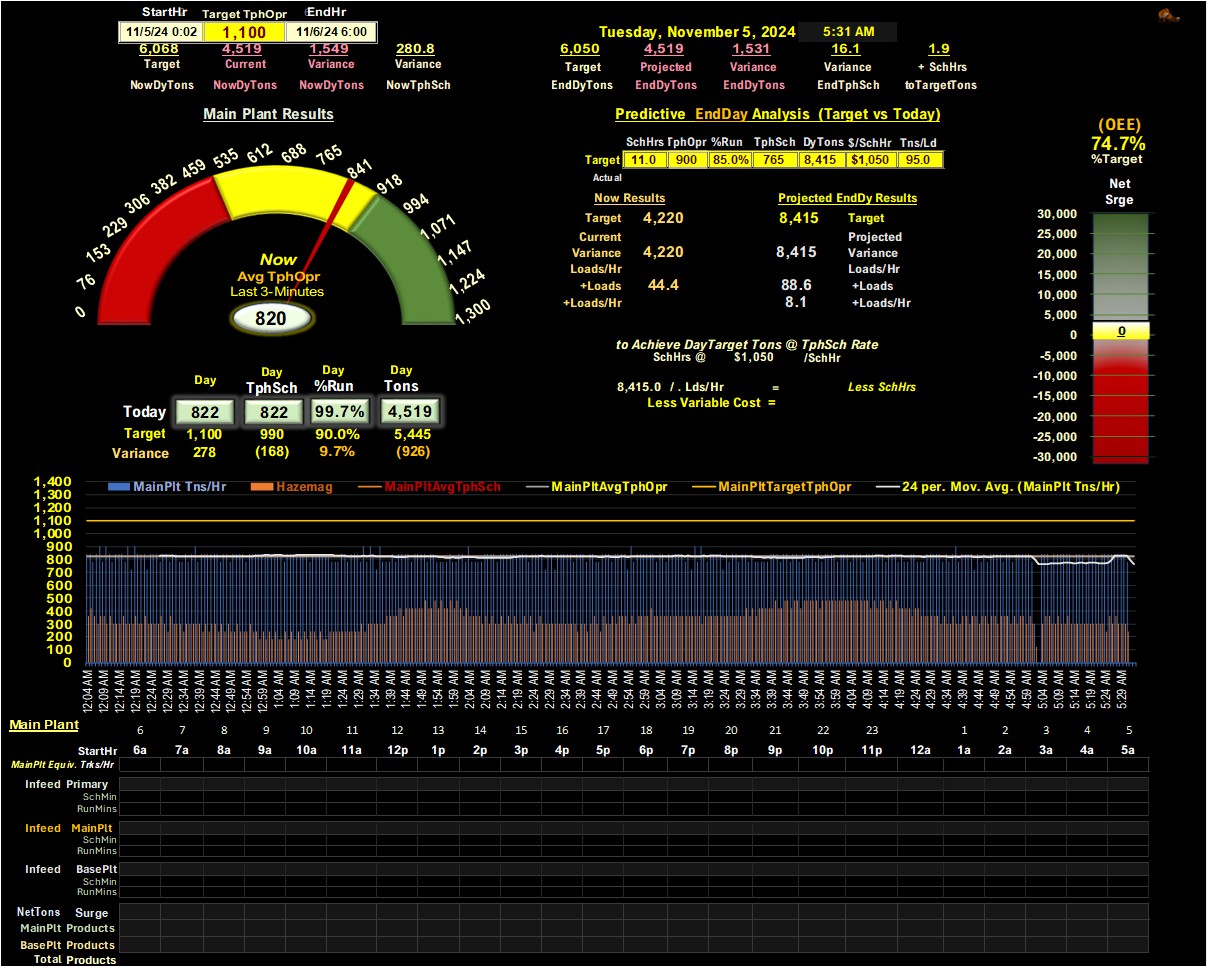 StartHr Target TphOpr EndHr
11/5/24 0:02 1,100 11/6/24 6:00
Tuesday, November 5, 2024 5:31 AM
6,068 4,519 1,549 280.8 6,050 4,519 1,531 16.1 1.9
Target Current Variance Variance Target Projected Variance Variance + SchHrs
NowDyTons NowDyTons NowDyTons NowTphSch EndDyTons EndDyTons EndDyTons EndTphSch toTargetTons
Main Plant Results
Predictive EndDay Analysis (Target vs Today)
(OEE)
74.7%
%Target
SchHrs TphOpr %Run TphSch DyTons $/SchHr Tns/Ld
Target 11.0 900 85.0% 765 8,415 $1,050 95.0
Actual
Now Results Projected EndDy Results
Target 4,220 8,415 Target
Current Projected
Variance 4,220 8,415 Variance
Loads/Hr Loads/Hr
+Loads 44.4 88.6 +Loads
+Loads/Hr 8.1 +Loads/Hr
to Achieve DayTarget Tons @ TphSch Rate
SchHrs @ $1,050 /SchHr
8,415.0 / . Lds/Hr = Less SchHrs
Less Variable Cost =
Net
Srge
30,000
25,000
20,000
15,000
10,000
5,000
0 0
-5,000
-10,000
-15,000
-20,000
-25,000
-30,000
0 76 153 229 306 382 459 535 612 688 765 841 918 994 1,071 1,147 1,224 1,300
Now
Avg TphOpr
Last 3-Minutes
820
Day Day Day Day
TphSch %Run Tons
Today 822 822 99.7% 4,519
Target 1,100 990 90.0% 5,445
Variance 278 (168) 9.7% (926)
MainPlt Tns/Hr Hazemag MainPltAvgTphSch MainPltAvgTphOpr MainPltTargetTphOpr 24 per. Mov. Avg. (MainPlt Tns/Hr)
1,400
1,300
1,200
1,100
1,000
900
800
700
600
500
400
300
200
100
0
12:04 AM 12:09 AM 12:14 AM 12:19 AM 12:24 AM 12:29 AM 12:34 AM 12:39 AM 12:44 AM 12:49 AM 12:54 AM 12:59 AM 1:04 AM 1:09 AM 1:14 AM 1:19 AM 1:24 AM 1:29 AM 1:34 AM 1:39 AM 1:44 AM 1:49 AM 1:54 AM 1:59 AM 2:04 AM 2:09 AM 2:14 AM 2:19 AM 2:24 AM 2:29 AM 2:34 AM 2:39 AM 2:44 AM 2:49 AM 2:54 AM 2:59 AM 3:04 AM 3:09 AM 3:14 AM 3:19 AM 3:24 AM 3:29 AM 3:34 AM 3:39 AM 3:44 AM 3:49 AM 3:54 AM 3:59 AM 4:04 AM 4:09 AM 4:14 AM 4:19 AM 4:24 AM 4:29 AM 4:34 AM 4:39 AM 4:44 AM 4:49 AM 4:54 AM 4:59 AM 5:04 AM 5:09 AM 5:14 AM 5:19 AM 5:24 AM 5:29 AM
Main Plant 6 7 8 9 10 11 12 13 14 15 16 17 18 19 20 21 22 23 1 2 3 4 5
StartHr 6a 7a 8a 9a 10a 11a 12p 1p 2p 3p 4p 5p 6p 7p 8p 9p 10p 11p 12a 1a 2a 3a 4a 5a
MainPlt Equiv. Trks/Hr
Infeed Primary
SchMin
RunMins
Infeed MainPlt
SchMin
RunMins
Infeed BasePlt
SchMin
RunMins
NetTons Surge
MainPlt Products
BasePlt Products
Total Products